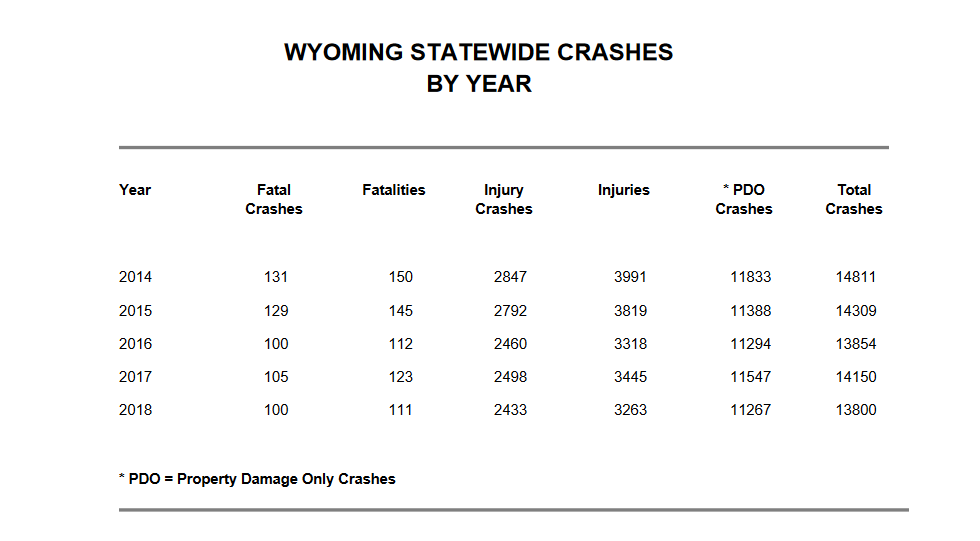 WYOMING STATEWIDE CRASHES
BY YEAR
Year Fatal Crashes Fatalities Injury Crashes Injuries * PDO Crashes Total Crashes
2014 131 150 2847 3991 11833 14811
2015 129 145 2792 3819 11388 14309
2016 100 112 2460 3318 11294 13854
2017 105 123 2498 3445 11547 14150
2018 100 111 2433 3263 11267 13800
* PDO = Property Damage Only Crashes